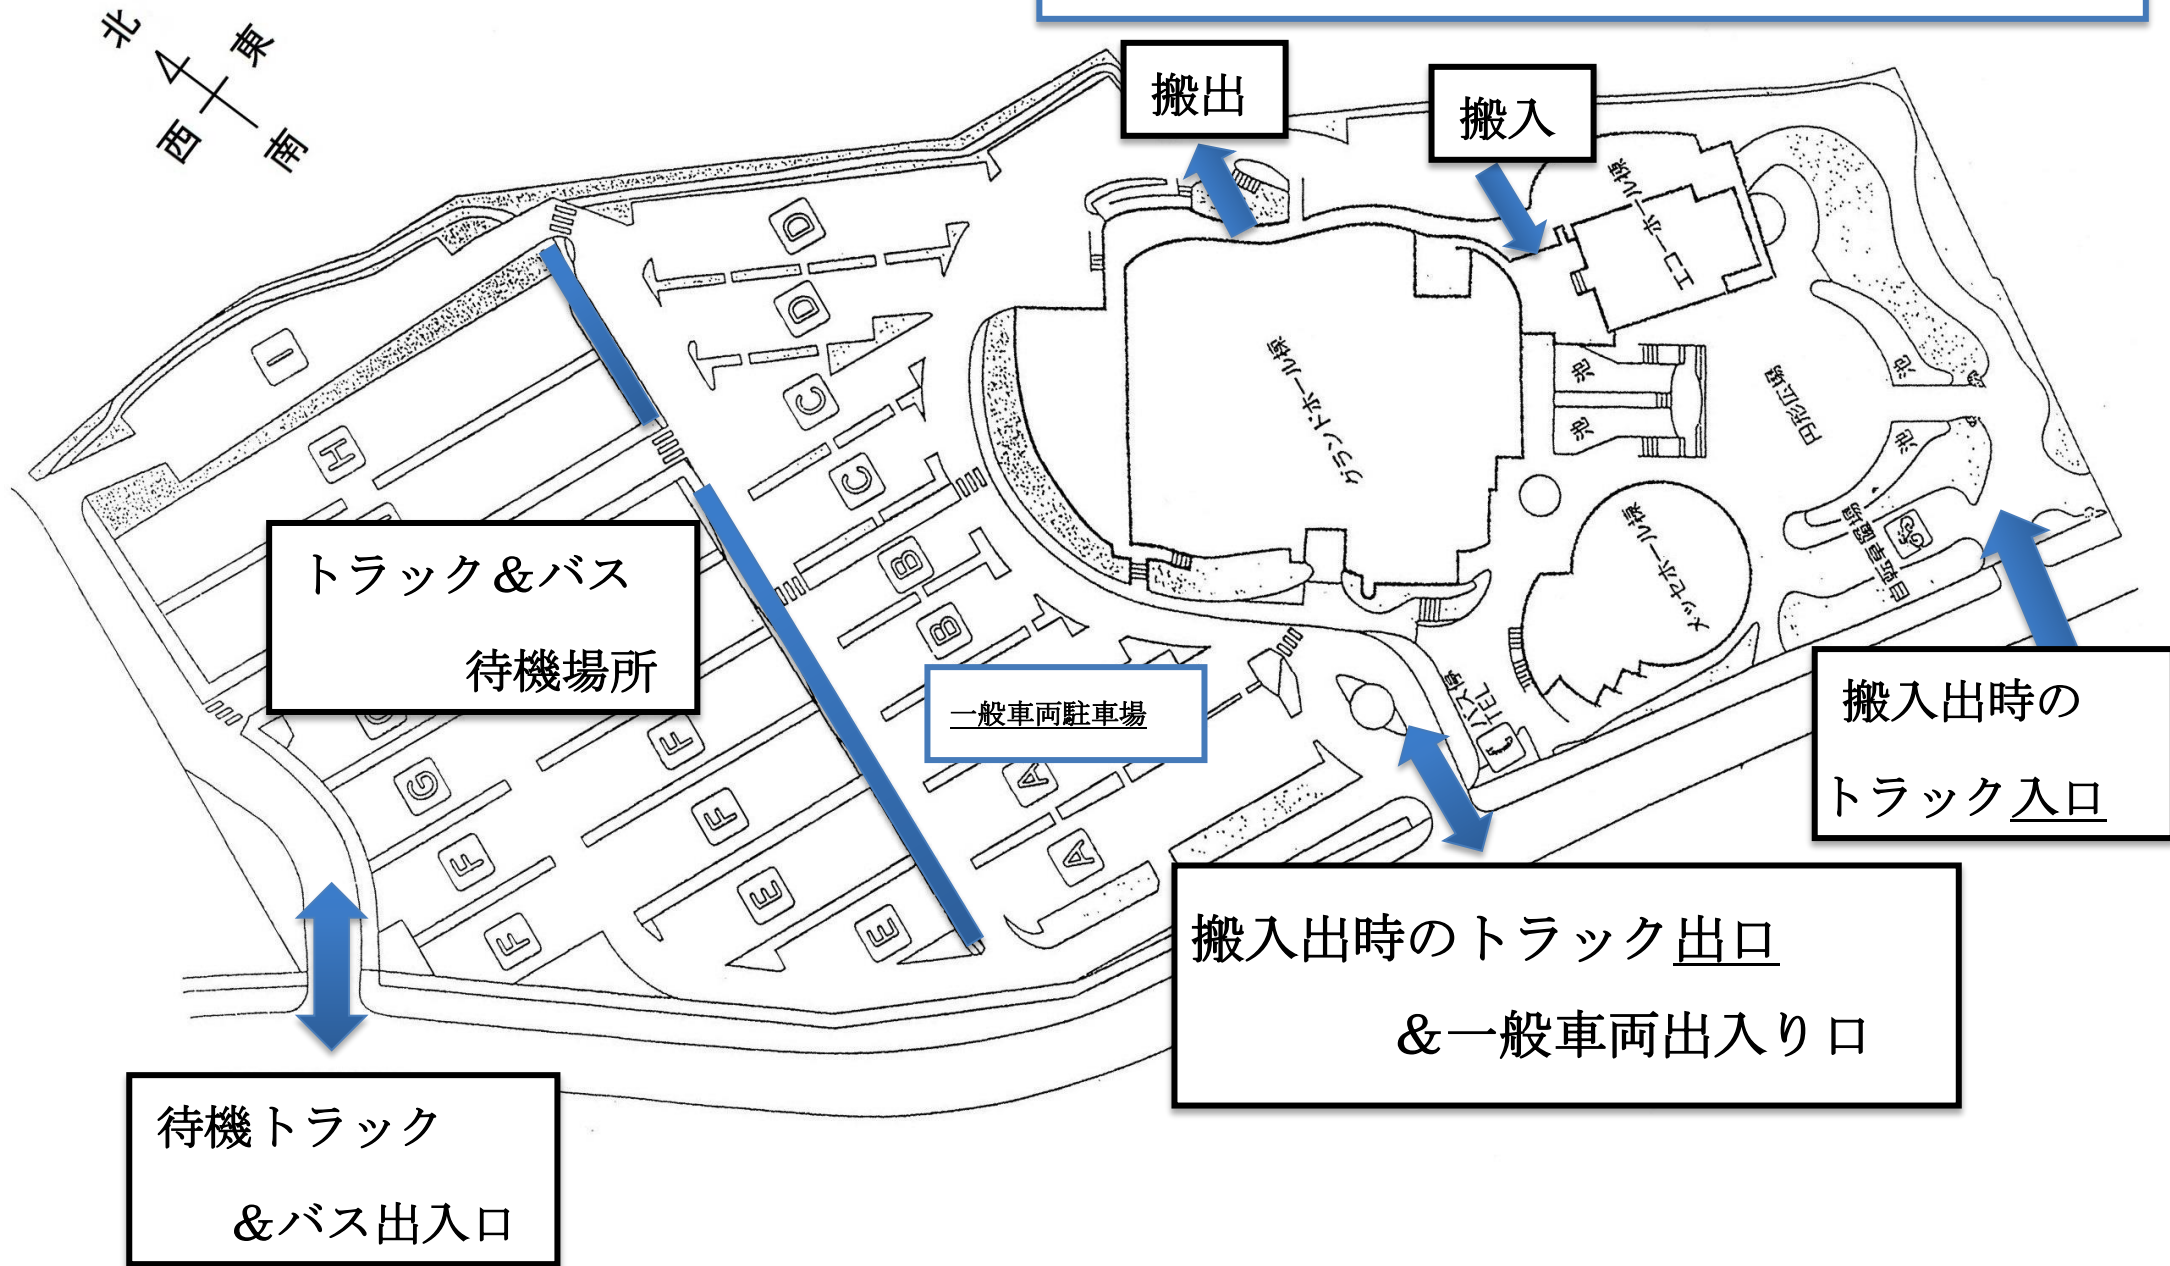 北
東
西
南
搬出
搬入
エコーホール棟
D
D
I
C
H
C
グランドホール棟
池
池
池
池
円形広場
B
B
メッセホール棟
自転車置場
トラック＆バス
待機場所
一般車両駐車場
バス停
TEL
搬入出時の
トラック入口
G
F
F
F
F
A
A
E
E
搬入出時のトラック出口
＆一般車両出入り口
待機トラック
＆バス出入口